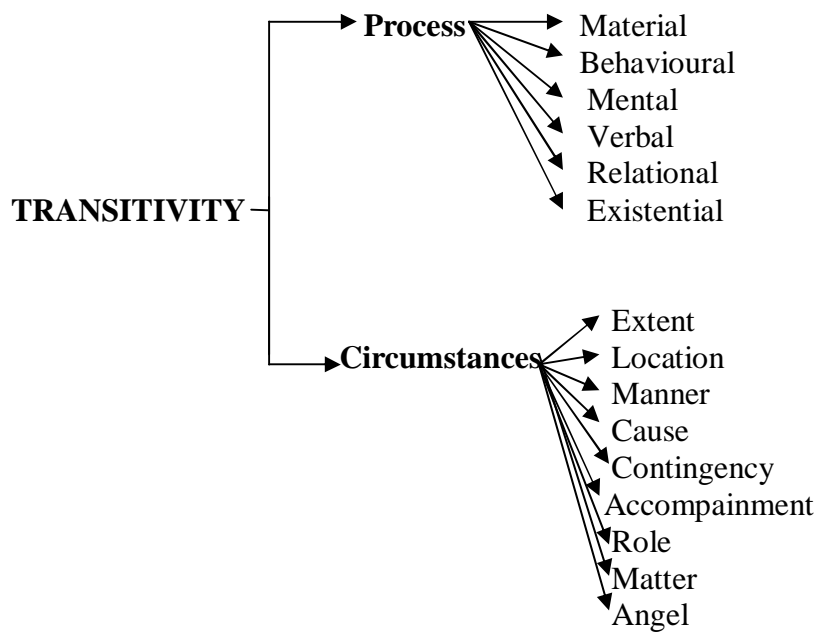 Process
Material
Behavioural
Mental
Verbal
Relational
Existential
TRANSITIVITY
Circumstances
Extent
Location
Manner
Cause
Contingency
Accompainment
Role
Matter
Angel